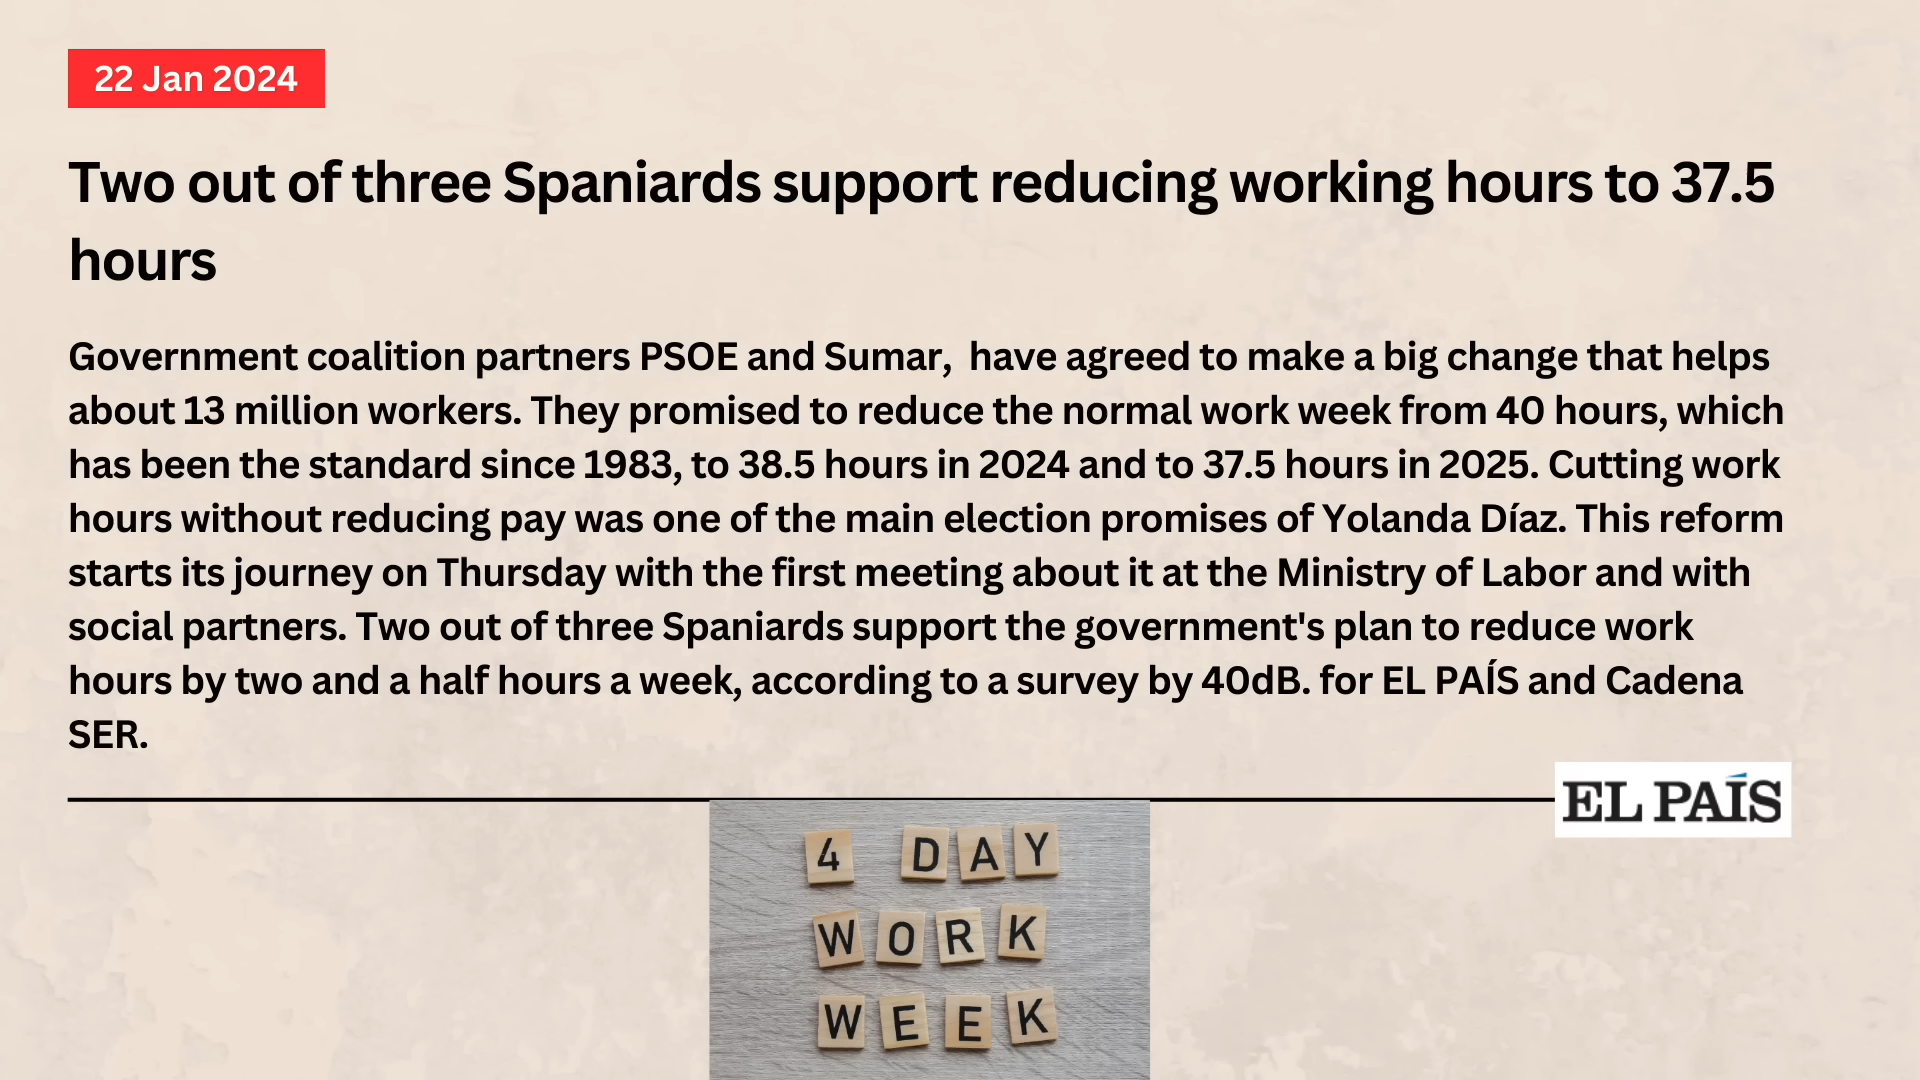 22 Jan 2024
Two out of three Spaniards support reducing working hours to 37.5
hours
Government coalition partners PSOE and Sumar,  have agreed to make a big change that helps
about 13 million workers. They promised to reduce the normal work week from 40 hours, which
has been the standard since 1983, to 38.5 hours in 2024 and to 37.5 hours in 2025. Cutting work
hours without reducing pay was one of the main election promises of Yolanda Díaz. This reform
starts its journey on Thursday with the first meeting about it at the Ministry of Labor and with
social partners. Two out of three Spaniards support the government's plan to reduce work
hours by two and a half hours a week, according to a survey by 40dB. for EL PAÍS and Cadena
SER.
EL PAÍS
4 DAY
WORK
WEEK